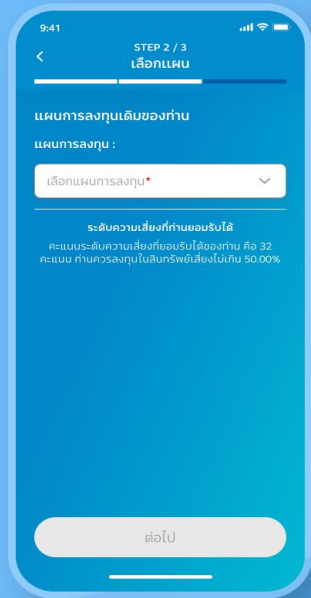 9:41
STEP 2 / 3
เลือกแผน
แผนการลงทุนเดิมของท่าน
แผนการลงทุน :
เลือกแผนการลงทุน*
ระดับความเสี่ยงที่ท่านยอมรับได้
คะแนนระดับความเสี่ยงที่ยอมรับได้ของท่าน คือ 32
คะแนน ท่านควรลงทุนในสินทรัพย์เสี่ยงไม่เกิน 50.00%
ต่อไป